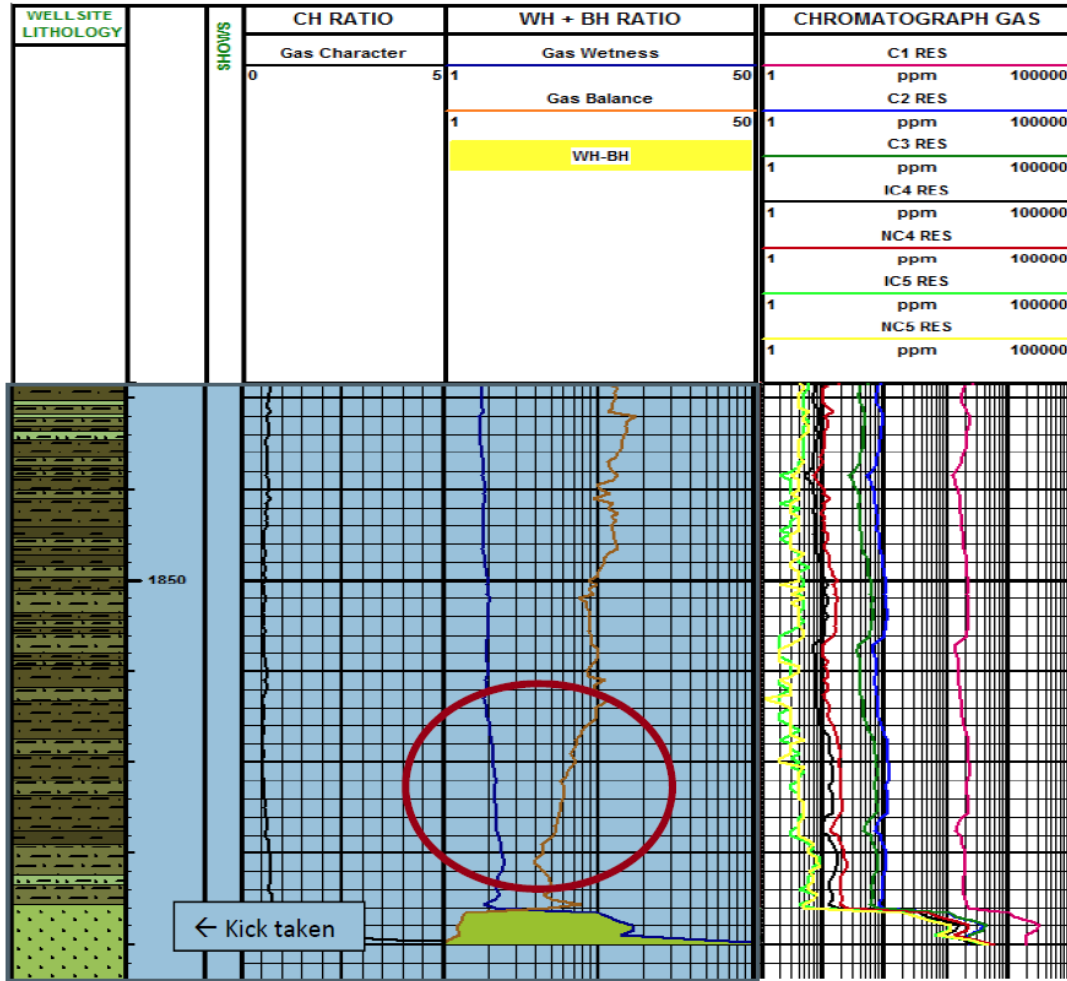 WELLSITE
LITHOLOGY
SHOWS
CH RATIO
Gas Character
0 5
WH + BH RATIO
Gas Wetness
1 50
Gas Balance
1 50
WH-BH
CHROMATOGRAPH GAS
C1 RES
1 ppm 100000
C2 RES
1 ppm 100000
C3 RES
1 ppm 100000
IC4 RES
1 ppm 100000
NC4 RES
1 ppm 100000
IC5 RES
1 ppm 100000
NC5 RES
1 ppm 100000
1850
← Kick taken